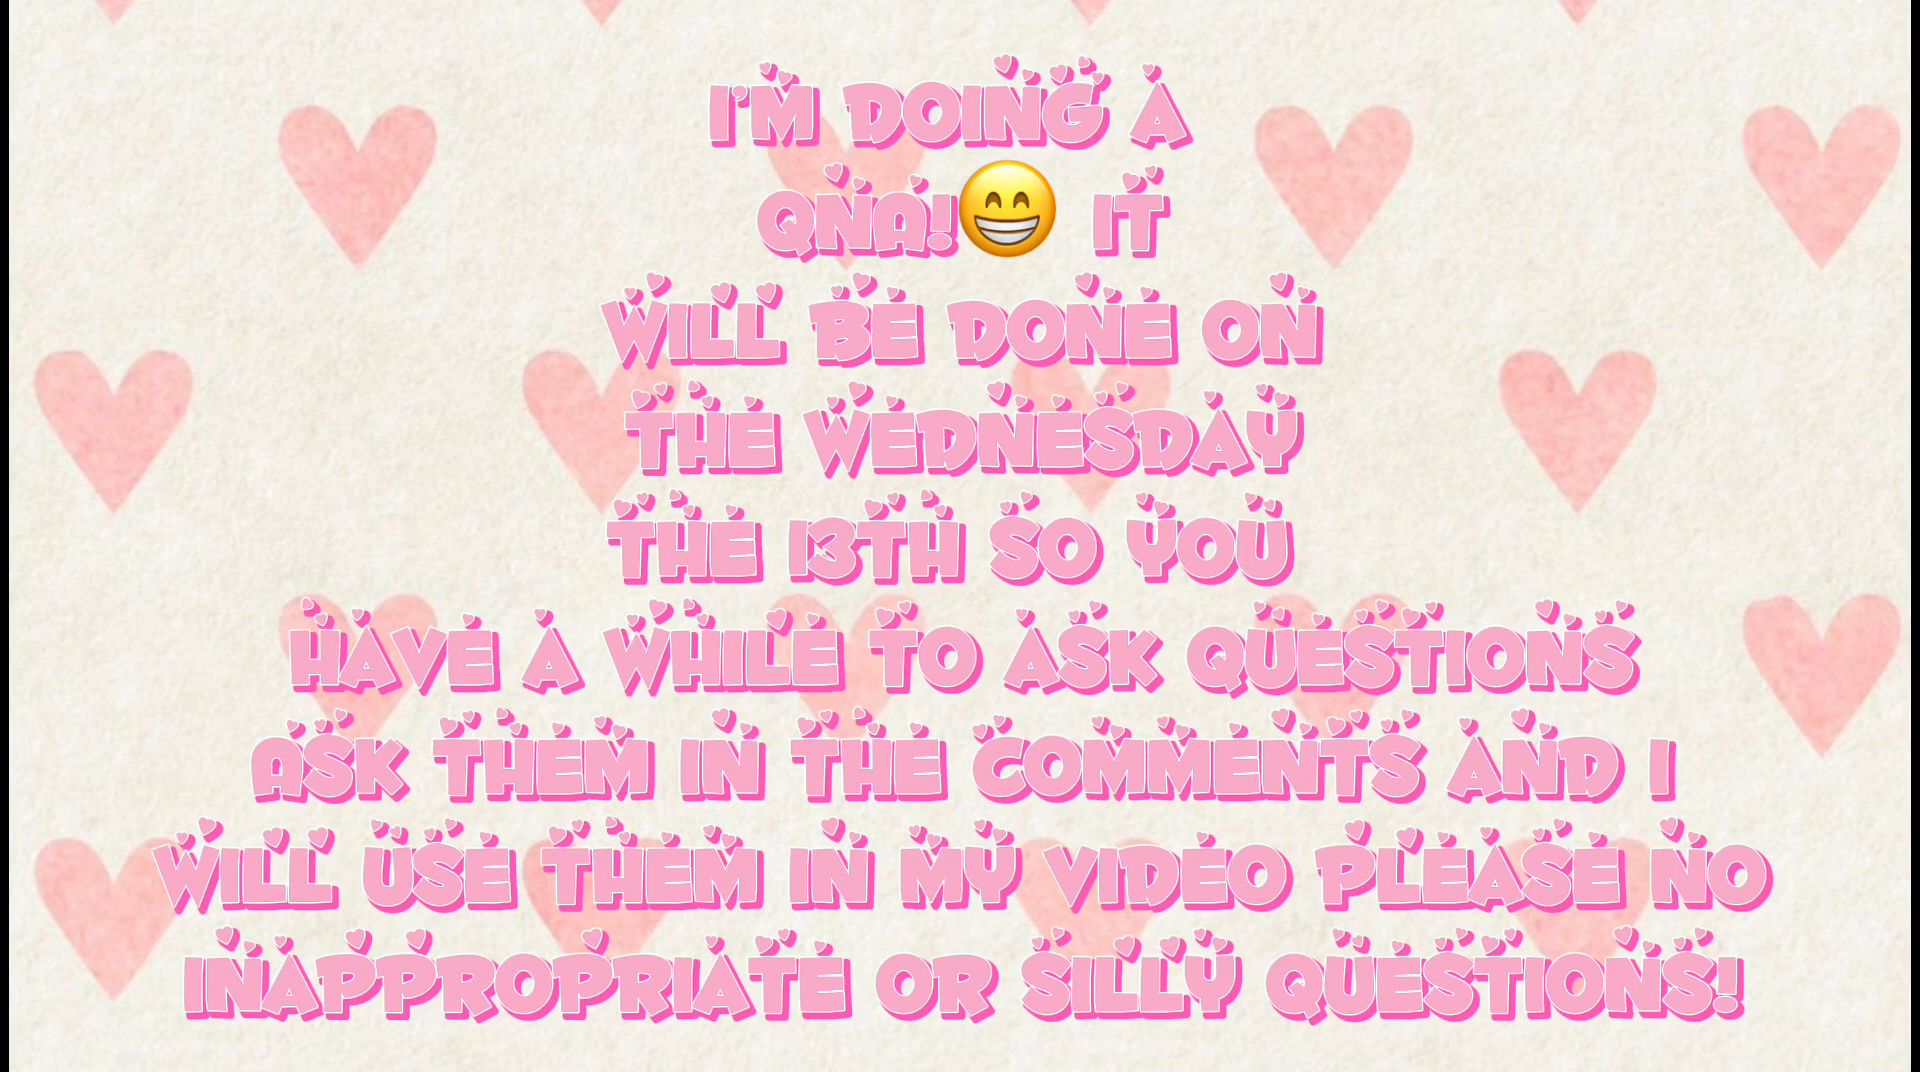 I'M DOING A
QNA!😁 IT
WILL BE DONE ON
THE WEDNESDAY
THE 13TH SO YOU
HAVE A WHILE TO ASK QUESTIONS
ASK THEM IN THE COMMENTS AND I
WILL USE THEM IN MY VIDEO PLEASE NO
INAPPROPRIATE OR SILLY QUESTIONS!